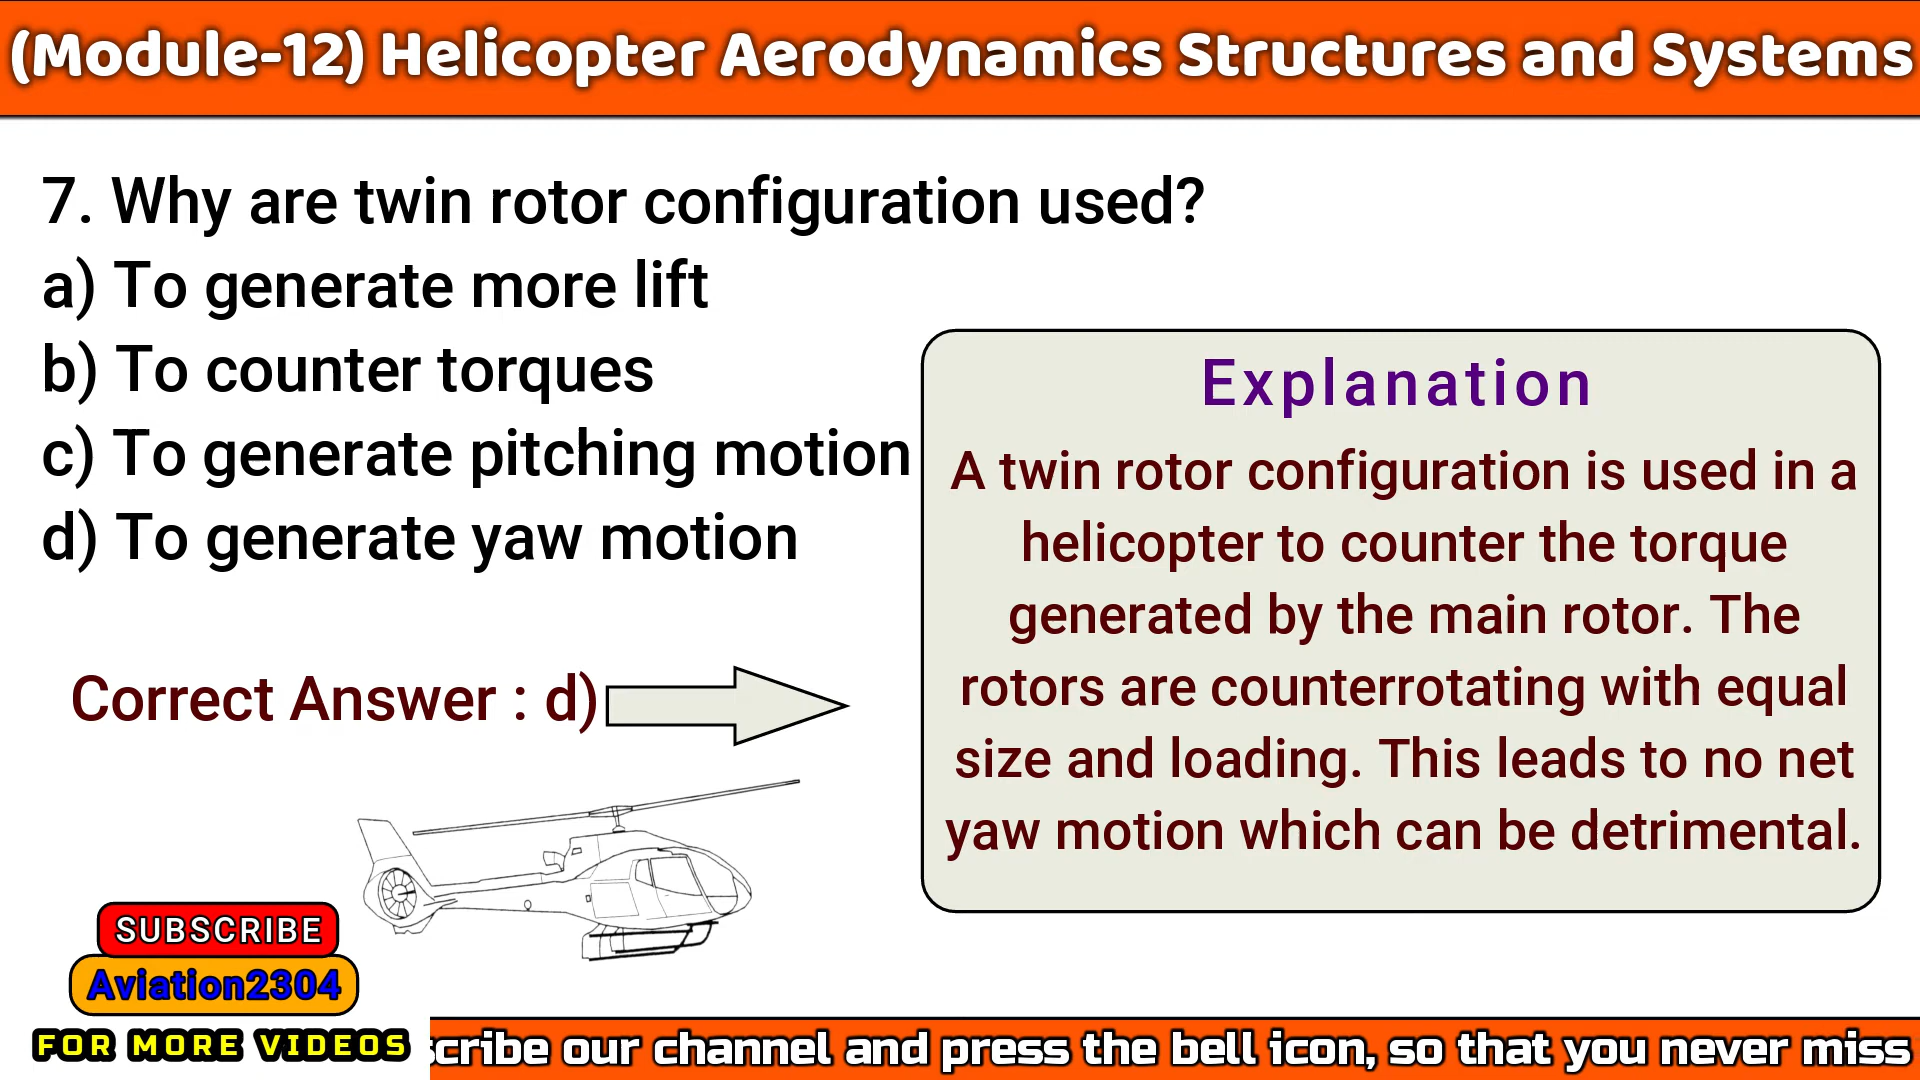 (Module-12) Helicopter Aerodynamics Structures and Systems
7. Why are twin rotor configuration used?
a) To generate more lift
b) To counter torques
c) To generate pitching motion
d) To generate yaw motion
Correct Answer : d)
Explanation
A twin rotor configuration is used in a
helicopter to counter the torque
generated by the main rotor. The
rotors are counterrotating with equal
size and loading. This leads to no net
yaw motion which can be detrimental.
SUBSCRIBE
Aviation2304
FOR MORE VIDEOS
scribe our channel and press the bell icon, so that you never miss